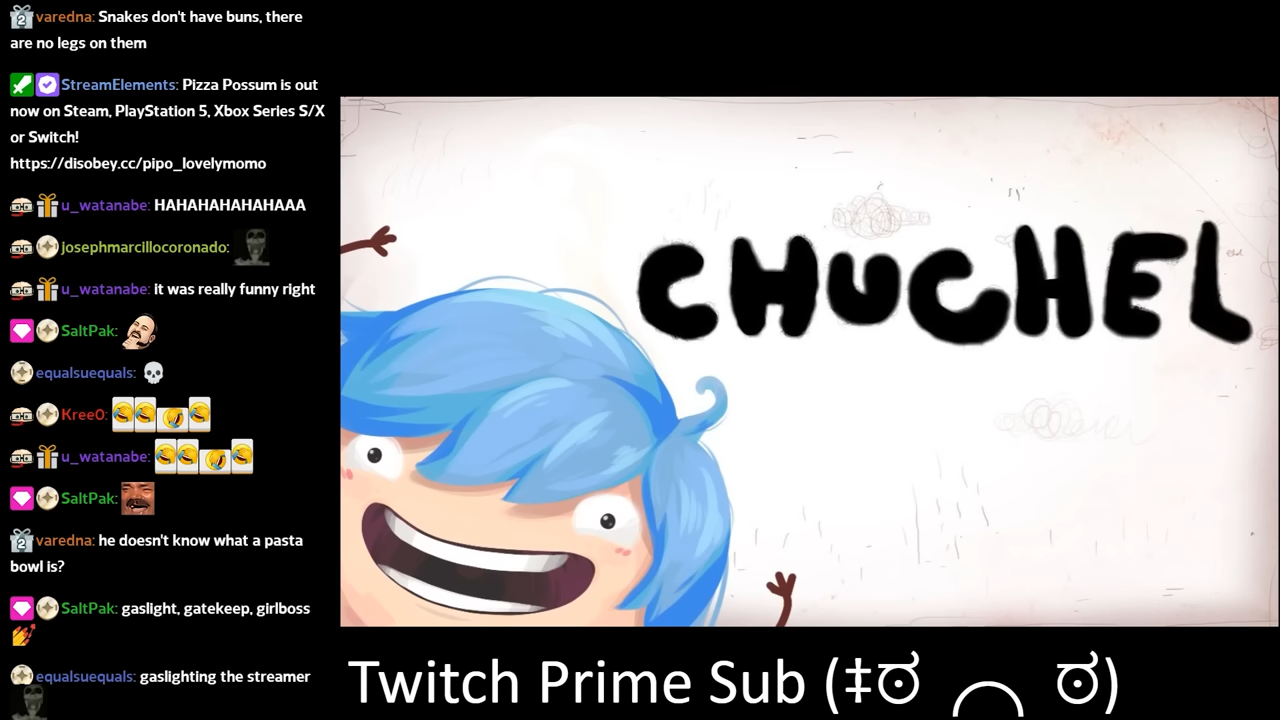 varedna: Snakes don't have buns, there
are no legs on them
StreamElements: Pizza Possum is out
now on Steam, PlayStation 5, Xbox Series S/X
or Switch!
https://disobey.cc/pipo_lovelymomo
u_watanabe: HAHAHAHAHAHAAA
josephmarcillocoronado:
u_watanabe: it was really funny right
SaltPak:
equalsuequals: 💀
KreeO:
u_watanabe:
SaltPak:
varedna: he doesn't know what a pasta
bowl is?
SaltPak: gaslight, gatekeep, girlboss
💅
equalsuequals: gaslighting the streamer
CHUCHEL
Twitch Prime Sub (‡ಠ ╭╮ ಠ)